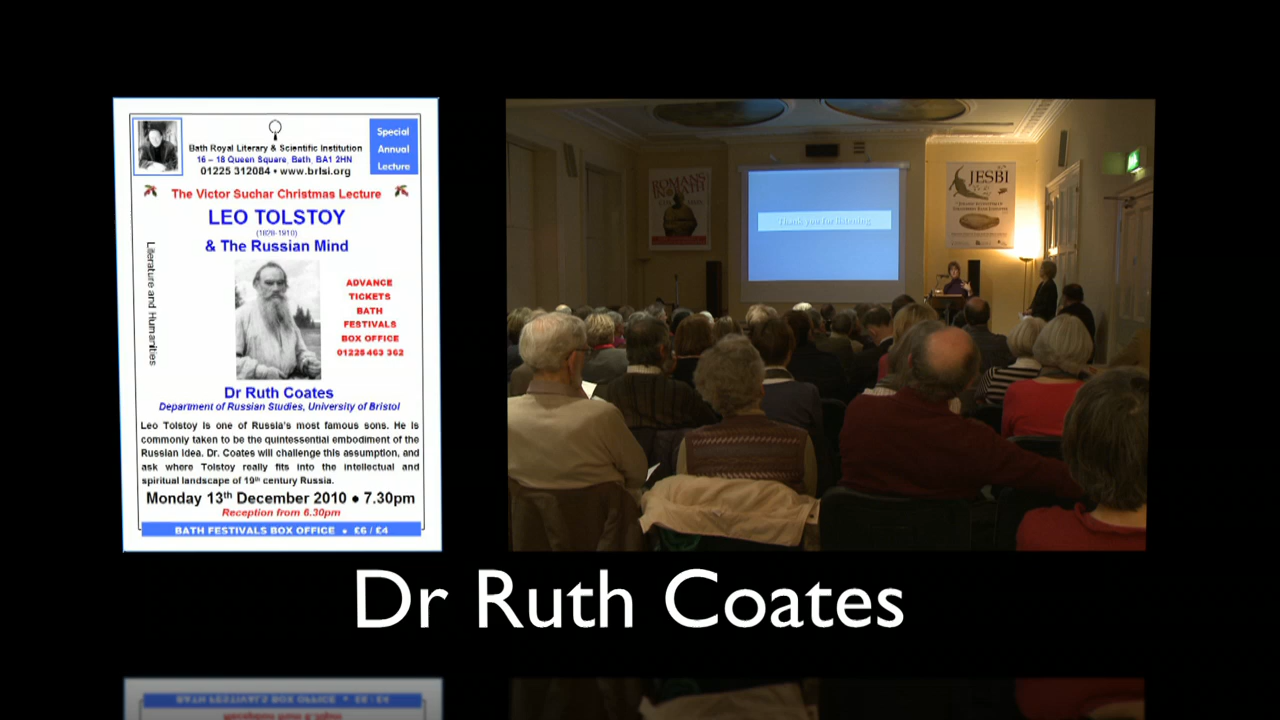 Bath Royal Literary & Scientific Institution
16 – 18 Queen Square, Bath, BA1 2HN
01225 312084 • www.brlsi.org
Special
Annual
Lecture
The Victor Suchar Christmas Lecture
LEO TOLSTOY
(1828-1910)
& The Russian Mind
Literature and Humanities
ADVANCE
TICKETS
BATH
FESTIVALS
BOX OFFICE
01225 463 362
Dr Ruth Coates
Department of Russian Studies, University of Bristol
Leo Tolstoy is one of Russia's most famous sons. He is
commonly taken to be the quintessential embodiment of the
Russian Idea. Dr. Coates will challenge this assumption, and
ask where Tolstoy really fits into the intellectual and
spiritual landscape of 19th century Russia.
Monday 13th December 2010 ● 7.30pm
Reception from 6.30pm
BATH FESTIVALS BOX OFFICE • £6 / £4
ROMANS
IN BATH
Thank you for listening
JESBI
Dr Ruth Coates